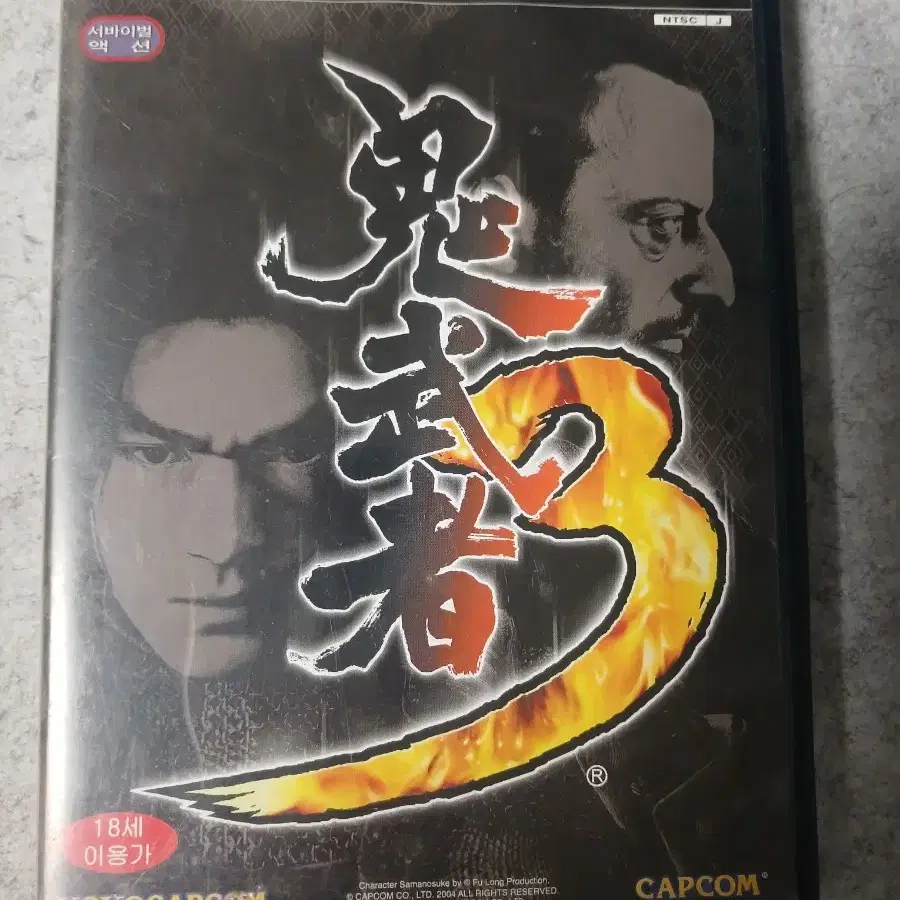 서바이벌
액션
NTSC J
鬼武者
3
®
18세
이용가
Character Samanosuke by © Fu Long Production.
© CAPCOM CO., LTD. 2004 ALL RIGHTS RESERVED.
CAPCOM®